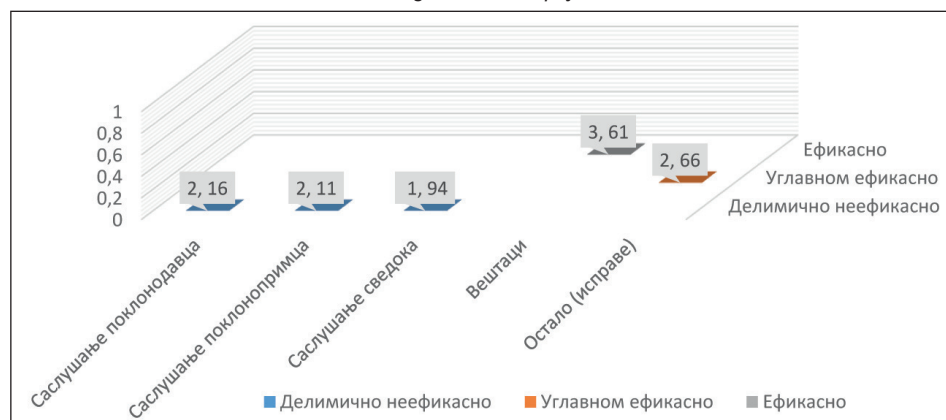 1
0,8
0,6
0,4
0,2
0
2, 16
2, 11
1, 94
3, 61
2, 66
Ефикасно
Углавном ефикасно
Делимично неефикасно
Саслушање поклонодавца
Саслушање поклонопримца
Саслушање сведока
Вештаци
Остало (исправе)
Делимично неефикасно Углавном ефикасно Ефикасно